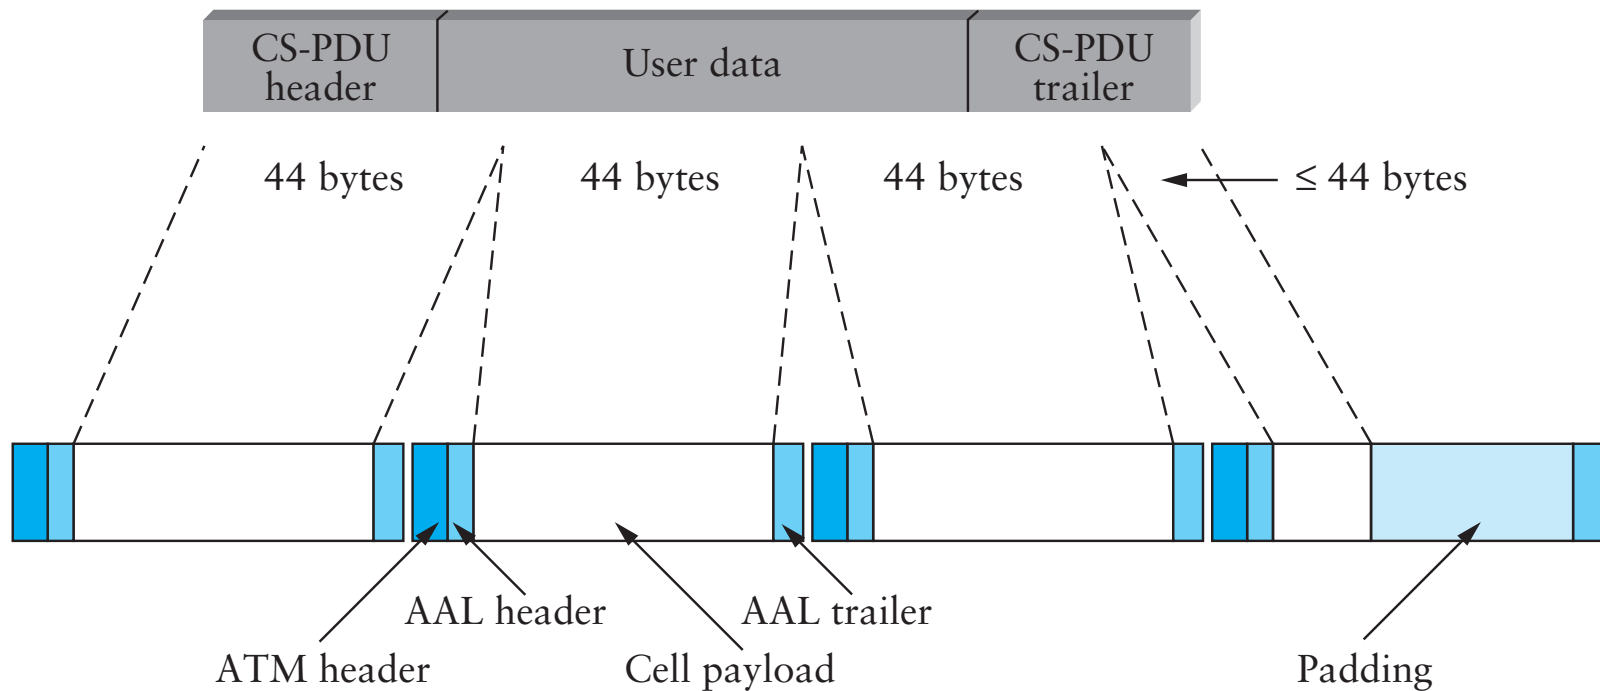 CS-PDU
header
User data
CS-PDU
trailer
44 bytes
44 bytes
44 bytes
≤ 44 bytes
AAL header
AAL trailer
ATM header
Cell payload
Padding